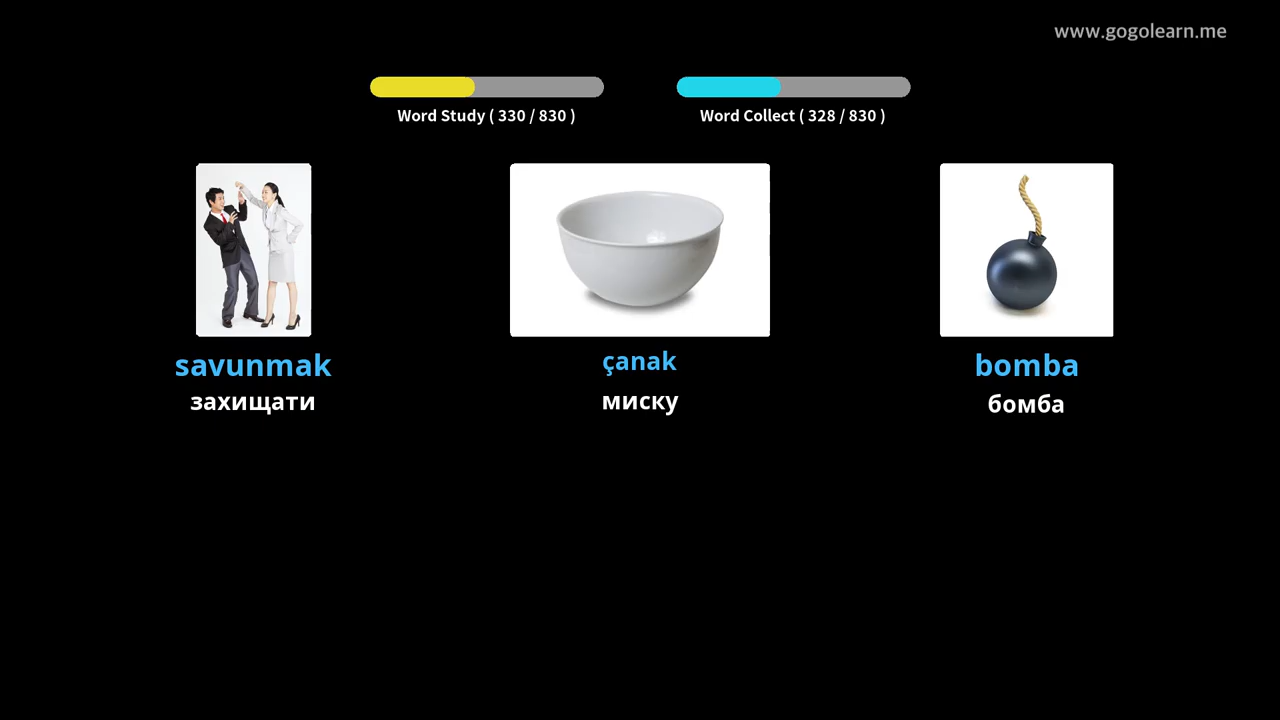 www.gogolearn.me
Word Study ( 330 / 830 )
Word Collect ( 328 / 830 )
savunmak
захищати
çanak
миску
bomba
бомба